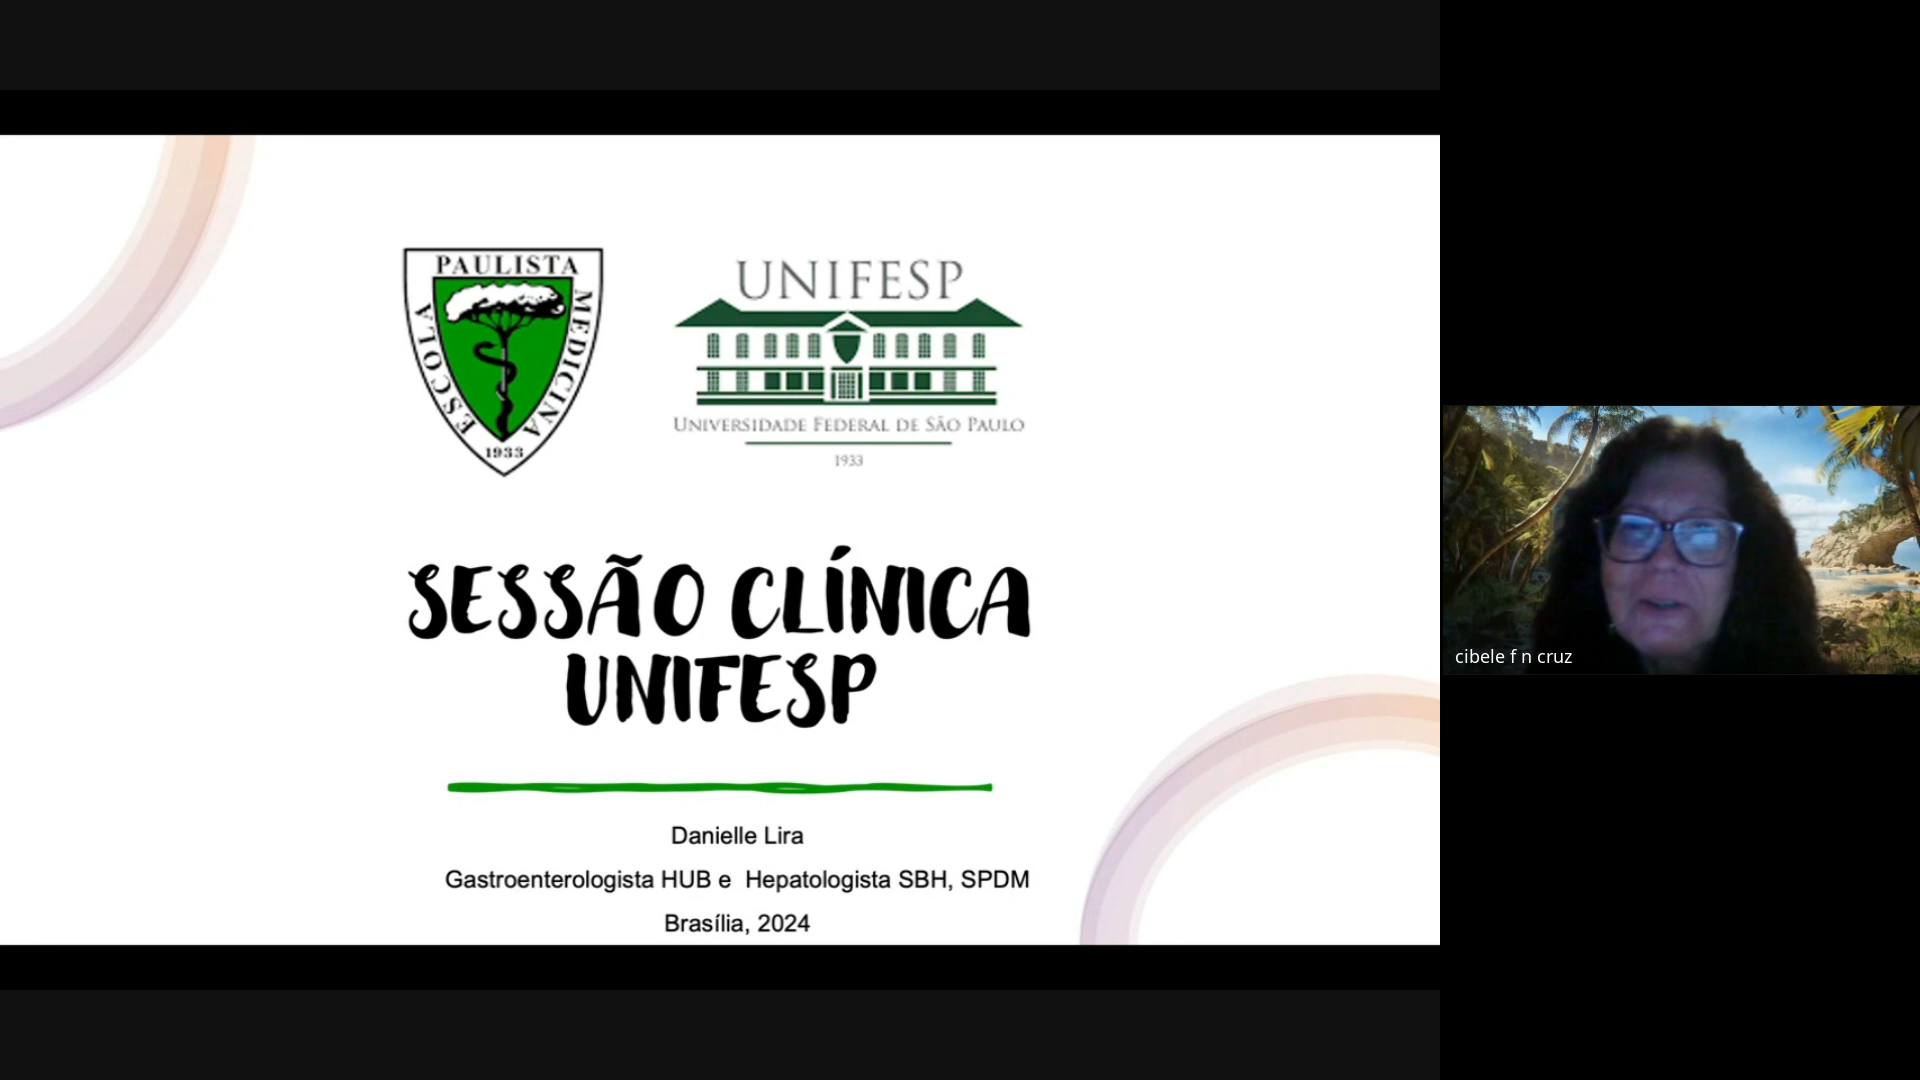 ESCOLA PAULISTA MEDICINA
1933
UNIFESP
UNIVERSIDADE FEDERAL DE SÃO PAULO
1933
SESSÃO CLÍNICA
UNIFESP
Danielle Lira
Gastroenterologista HUB e Hepatologista SBH, SPDM
Brasília, 2024
cibele f n cruz